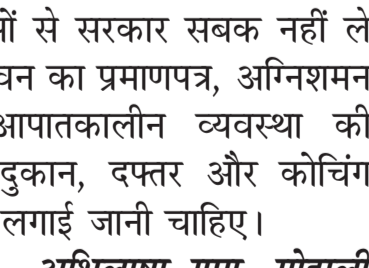 से सरकार सबक नहीं ले
का प्रमाणपत्र, अग्निशमन
आपातकालीन व्यवस्था की
दुकान, दफ्तर और कोचिंग
लगाई जानी चाहिए।